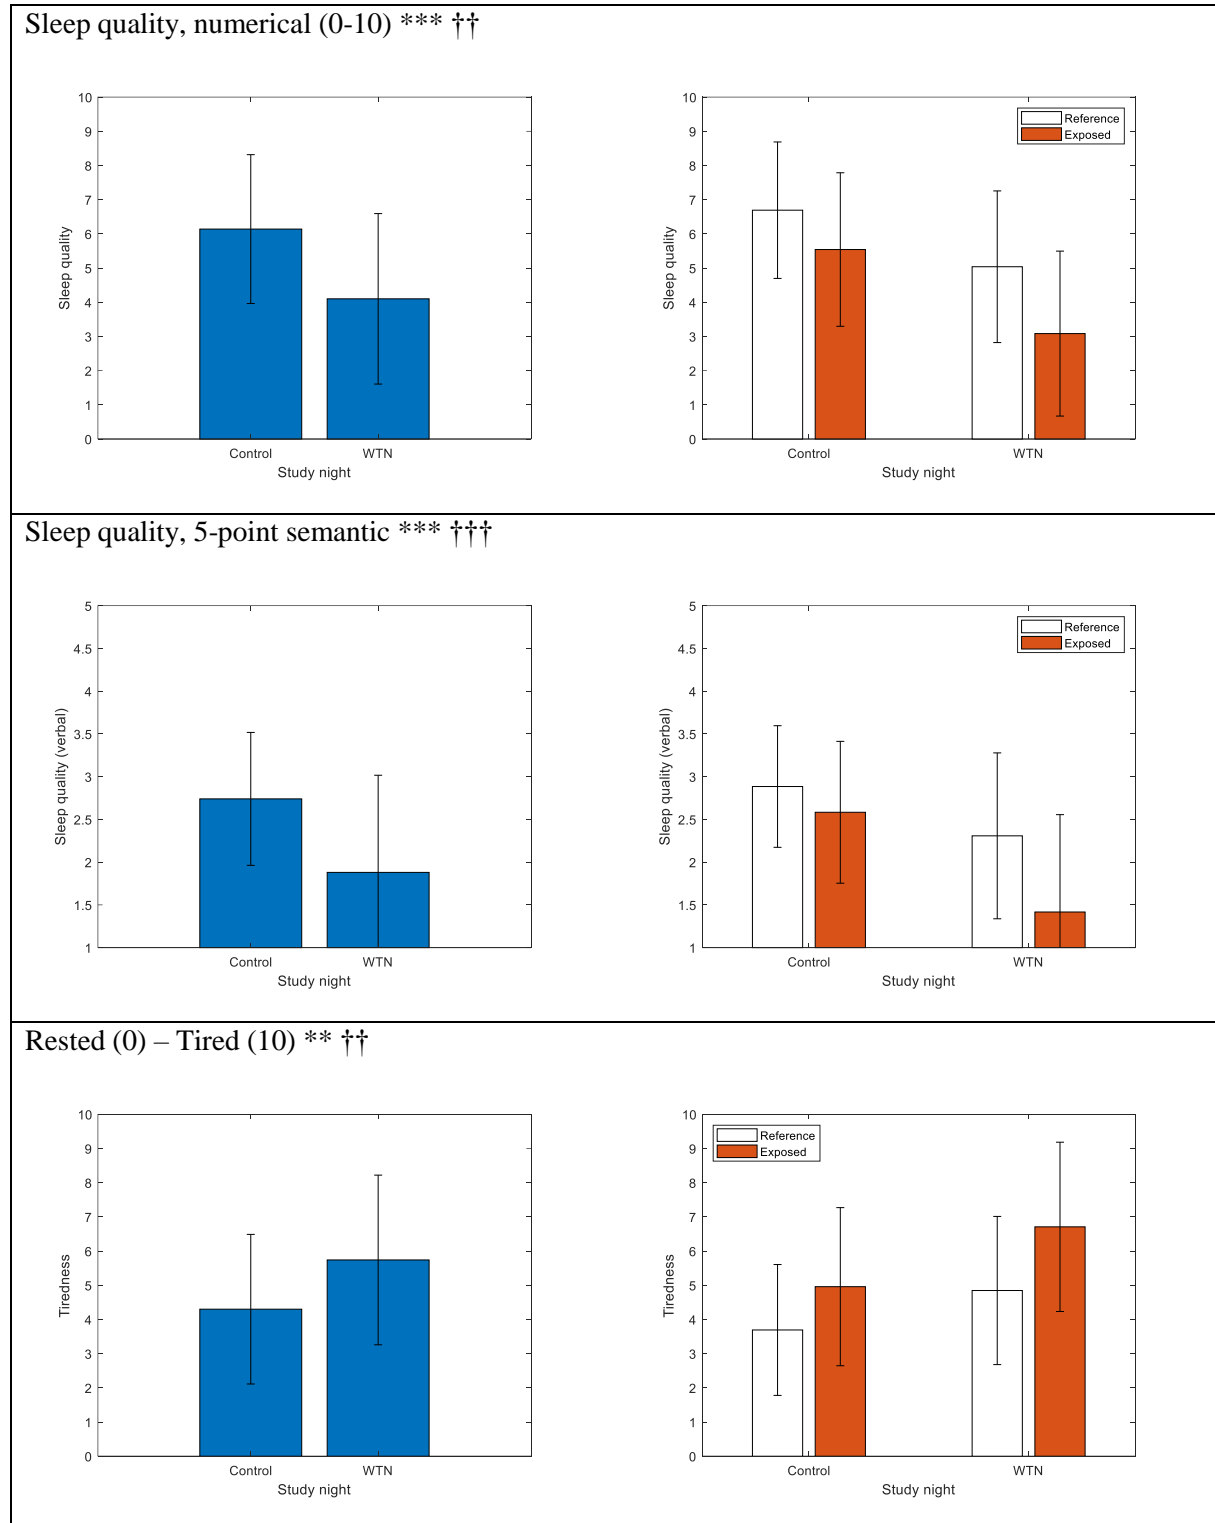 Sleep quality, numerical (0-10) *** ††
10
9
8
7
6
5
4
3
2
1
0
Sleep quality
Control
WTN
Study night
10
9
8
7
6
5
4
3
2
1
0
Sleep quality
Reference
Exposed
Control
WTN
Study night
Sleep quality, 5-point semantic *** †††
5
4.5
4
3.5
3
2.5
2
1.5
1
Sleep quality (verbal)
Control
WTN
Study night
5
4.5
4
3.5
3
2.5
2
1.5
1
Sleep quality (verbal)
Reference
Exposed
Control
WTN
Study night
Rested (0) – Tired (10) ** ††
10
9
8
7
6
5
4
3
2
1
0
Tiredness
Control
WTN
Study night
10
9
8
7
6
5
4
3
2
1
0
Tiredness
Reference
Exposed
Control
WTN
Study night